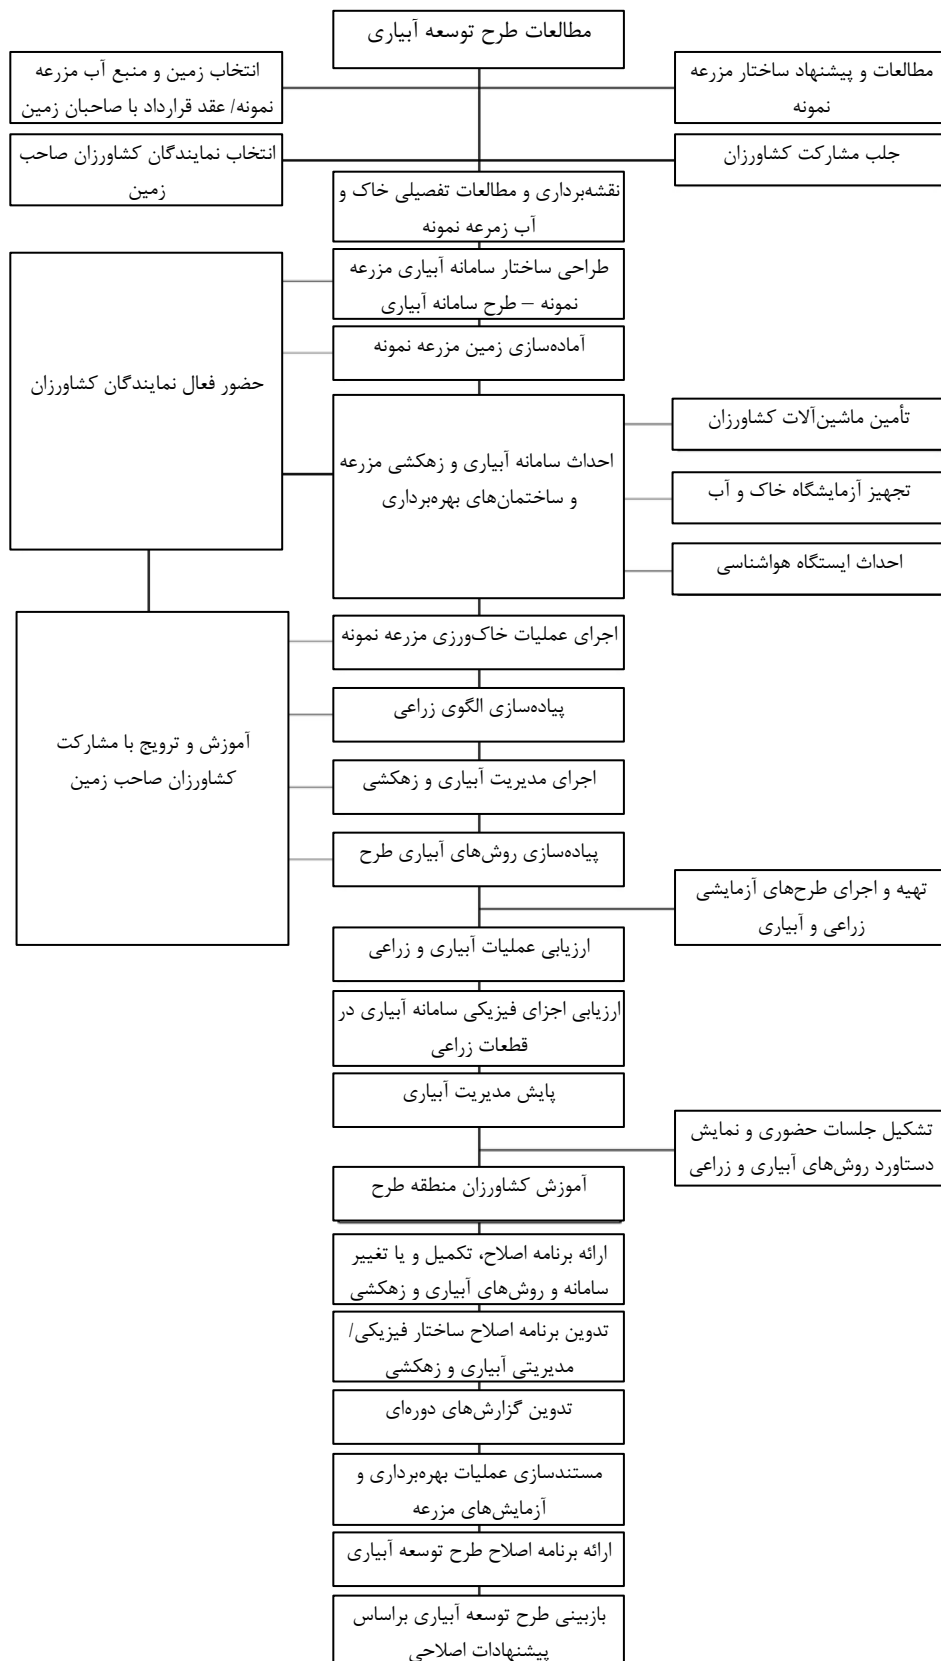 مطالعات طرح توسعه آبیاری
مطالعات و پیشنهاد ساختار مزرعه
نمونه
انتخاب زمین و منبع آب مزرعه
نمونه/ عقد قرارداد با صاحبان زمین
جلب مشارکت کشاورزان
انتخاب نمایندگان کشاورزان صاحب
زمین
نقشه‌برداری و مطالعات تفصیلی خاک و
آب زمرعه نمونه
طراحی ساختار سامانه آبیاری مزرعه
نمونه – طرح سامانه آبیاری
آماده‌سازی زمین مزرعه نمونه
حضور فعال نمایندگان کشاورزان
احداث سامانه آبیاری و زهکشی مزرعه
و ساختمان‌های بهره‌برداری
تأمین ماشین‌آلات کشاورزان
تجهیز آزمایشگاه خاک و آب
احداث ایستگاه هواشناسی
اجرای عملیات خاک‌ورزی مزرعه نمونه
پیاده‌سازی الگوی زراعی
آموزش و ترویج با مشارکت
کشاورزان صاحب زمین
اجرای مدیریت آبیاری و زهکشی
پیاده‌سازی روش‌های آبیاری طرح
تهیه و اجرای طرح‌های آزمایشی
زراعی و آبیاری
ارزیابی عملیات آبیاری و زراعی
ارزیابی اجزای فیزیکی سامانه آبیاری در
قطعات زراعی
پایش مدیریت آبیاری
تشکیل جلسات حضوری و نمایش
دستاورد روش‌های آبیاری و زراعی
آموزش کشاورزان منطقه طرح
ارائه برنامه اصلاح، تکمیل و یا تغییر
سامانه و روش‌های آبیاری و زهکشی
تدوین برنامه اصلاح ساختار فیزیکی/
مدیریتی آبیاری و زهکشی
تدوین گزارش‌های دوره‌ای
مستندسازی عملیات بهره‌برداری و
آزمایش‌های مزرعه
ارائه برنامه اصلاح طرح توسعه آبیاری
بازبینی طرح توسعه آبیاری براساس
پیشنهادات اصلاحی